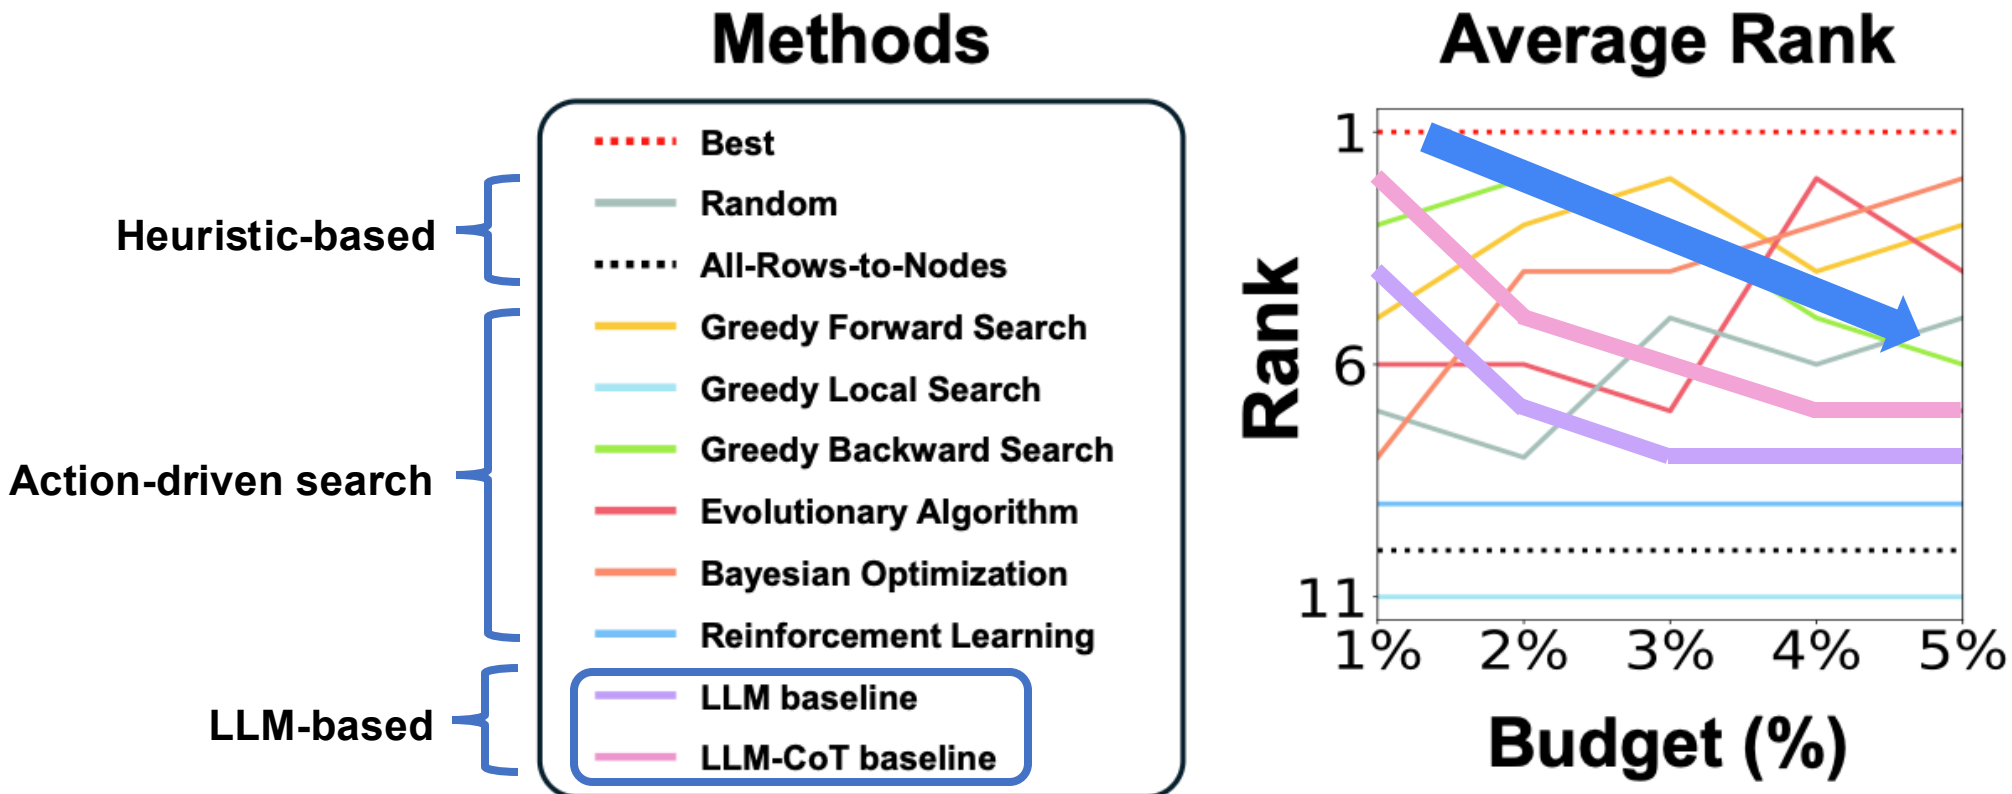 Methods
Best
Random
All-Rows-to-Nodes
Greedy Forward Search
Greedy Local Search
Greedy Backward Search
Evolutionary Algorithm
Bayesian Optimization
Reinforcement Learning
LLM baseline
LLM-CoT baseline
Heuristic-based
Action-driven search
LLM-based
Average Rank
Rank
1
6
11
1% 2% 3% 4% 5%
Budget (%)